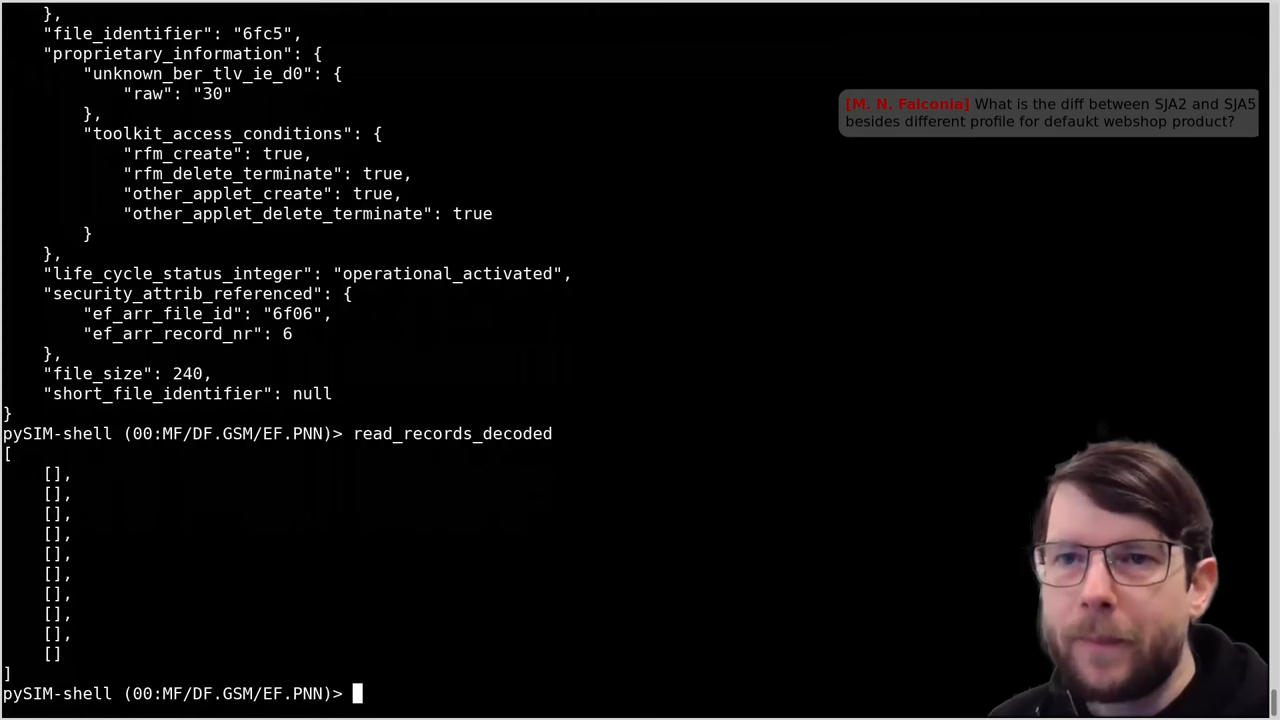 },
    "file_identifier": "6fc5",
    "proprietary_information": {
        "unknown_ber_tlv_ie_d0": {
            "raw": "30"
        },
        "toolkit_access_conditions": {
            "rfm_create": true,
            "rfm_delete_terminate": true,
            "other_applet_create": true,
            "other_applet_delete_terminate": true
        }
    },
    "life_cycle_status_integer": "operational_activated",
    "security_attrib_referenced": {
        "ef_arr_file_id": "6f06",
        "ef_arr_record_nr": 6
    },
    "file_size": 240,
    "short_file_identifier": null
}
pySIM-shell (00:MF/DF.GSM/EF.PNN)> read_records_decoded
[
    [],
    [],
    [],
    [],
    [],
    [],
    [],
    [],
    [],
    []
]
pySIM-shell (00:MF/DF.GSM/EF.PNN)>
[M. N. Falconia] What is the diff between SJA2 and SJA5
besides different profile for defaukt webshop product?